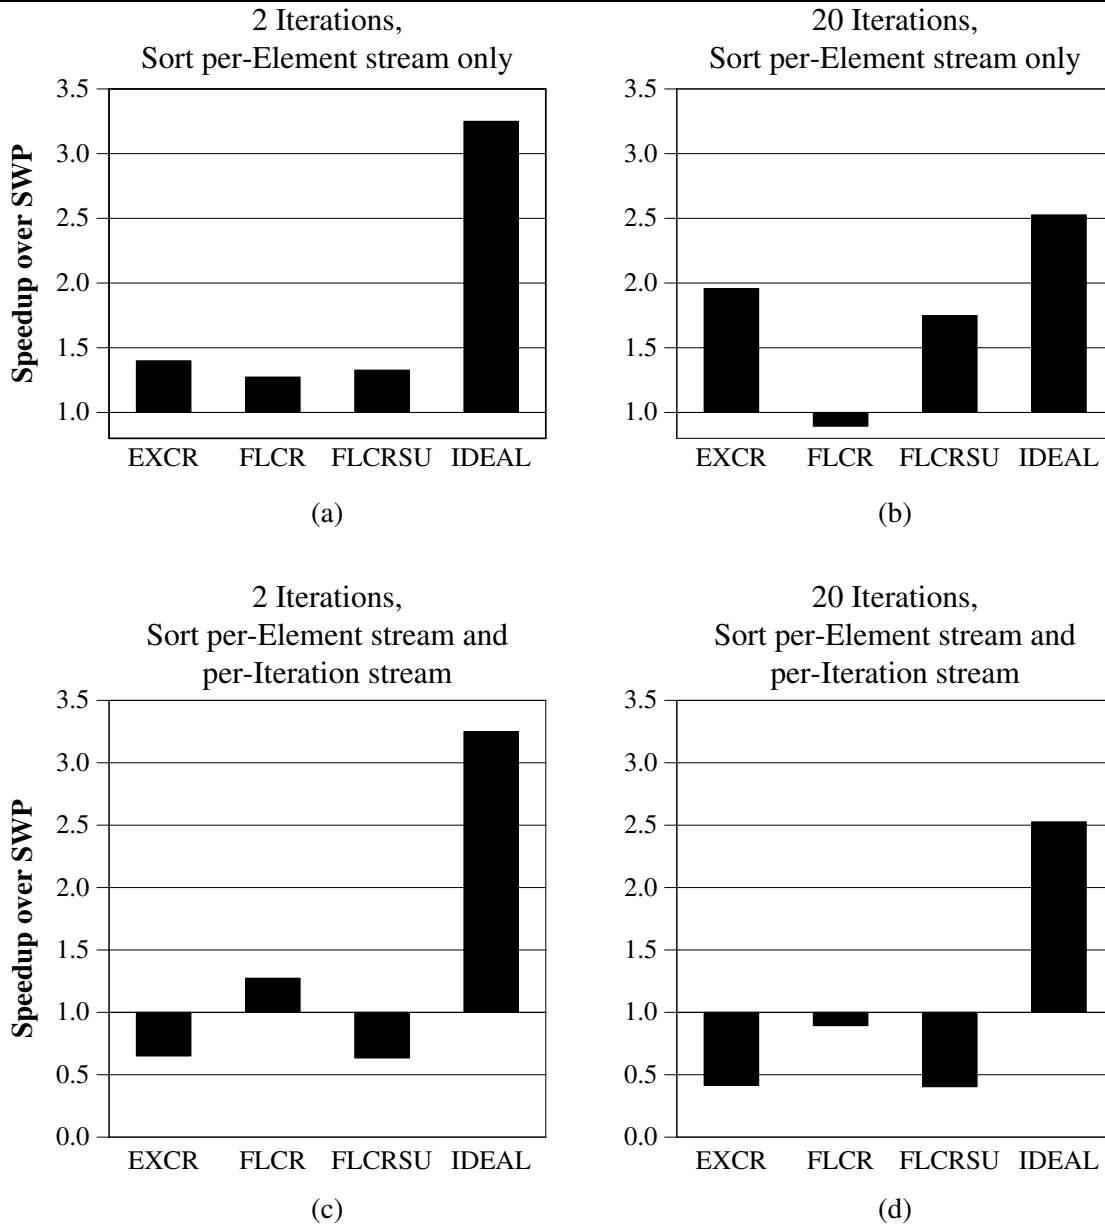 2 Iterations,
Sort per-Element stream only
Speedup over SWP
3.5
3.0
2.5
2.0
1.5
1.0
EXCR FLCR FLCRSU IDEAL
(a)
20 Iterations,
Sort per-Element stream only
3.5
3.0
2.5
2.0
1.5
1.0
EXCR FLCR FLCRSU IDEAL
(b)
2 Iterations,
Sort per-Element stream and
per-Iteration stream
Speedup over SWP
3.5
3.0
2.5
2.0
1.5
1.0
0.5
0.0
EXCR FLCR FLCRSU IDEAL
(c)
20 Iterations,
Sort per-Element stream and
per-Iteration stream
3.5
3.0
2.5
2.0
1.5
1.0
0.5
0.0
EXCR FLCR FLCRSU IDEAL
(d)